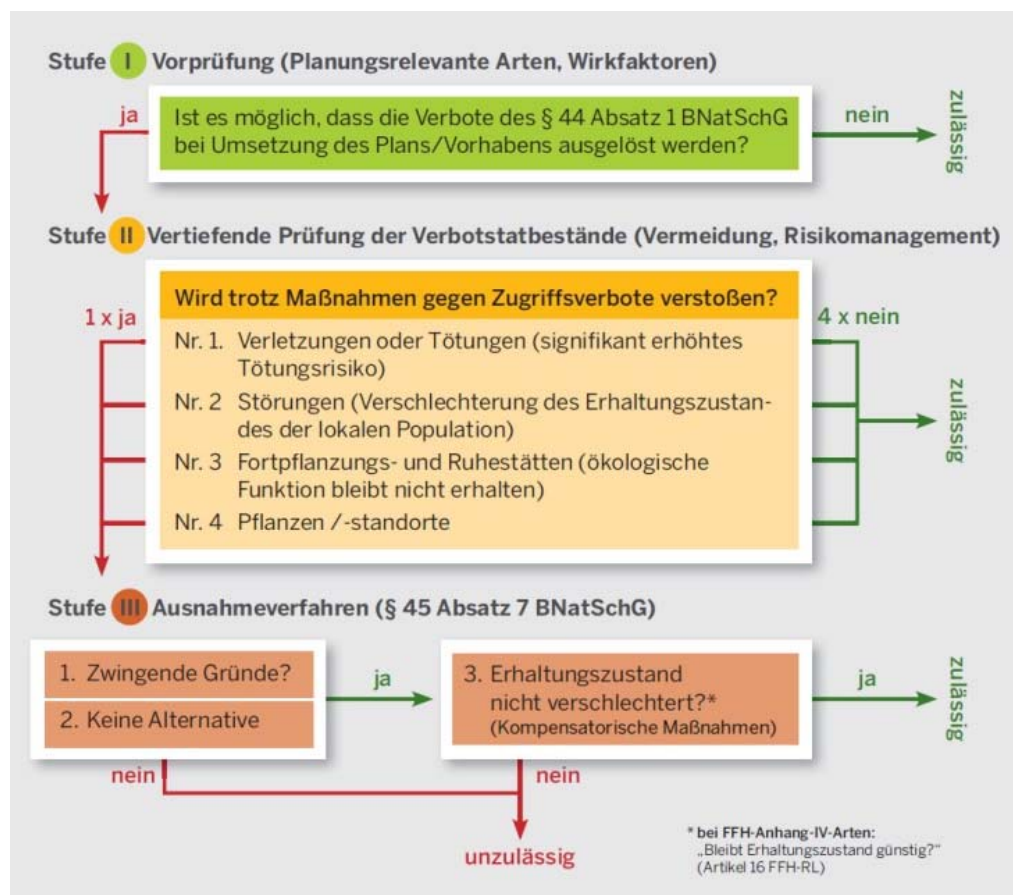 Stufe I Vorprüfung (Planungsrelevante Arten, Wirkfaktoren)
ja
Ist es möglich, dass die Verbote des § 44 Absatz 1 BNatSchG
bei Umsetzung des Plans/Vorhabens ausgelöst werden?
nein
zulässig
Stufe II Vertiefende Prüfung der Verbotstatbestände (Vermeidung, Risikomanagement)
Wird trotz Maßnahmen gegen Zugriffsverbote verstoßen?
1 x ja
4 x nein
Nr. 1. Verletzungen oder Tötungen (signifikant erhöhtes
Tötungsrisiko)
Nr. 2 Störungen (Verschlechterung des Erhaltungszustan-
des der lokalen Population)
Nr. 3 Fortpflanzungs- und Ruhestätten (ökologische
Funktion bleibt nicht erhalten)
Nr. 4 Pflanzen /-standorte
zulässig
Stufe III Ausnahmeverfahren (§ 45 Absatz 7 BNatSchG)
1. Zwingende Gründe?
2. Keine Alternative
ja
3. Erhaltungszustand
nicht verschlechtert?*
(Kompensatorische Maßnahmen)
ja
zulässig
nein
nein
unzulässig
* bei FFH-Anhang-IV-Arten:
„Bleibt Erhaltungszustand günstig?“
(Artikel 16 FFH-RL)